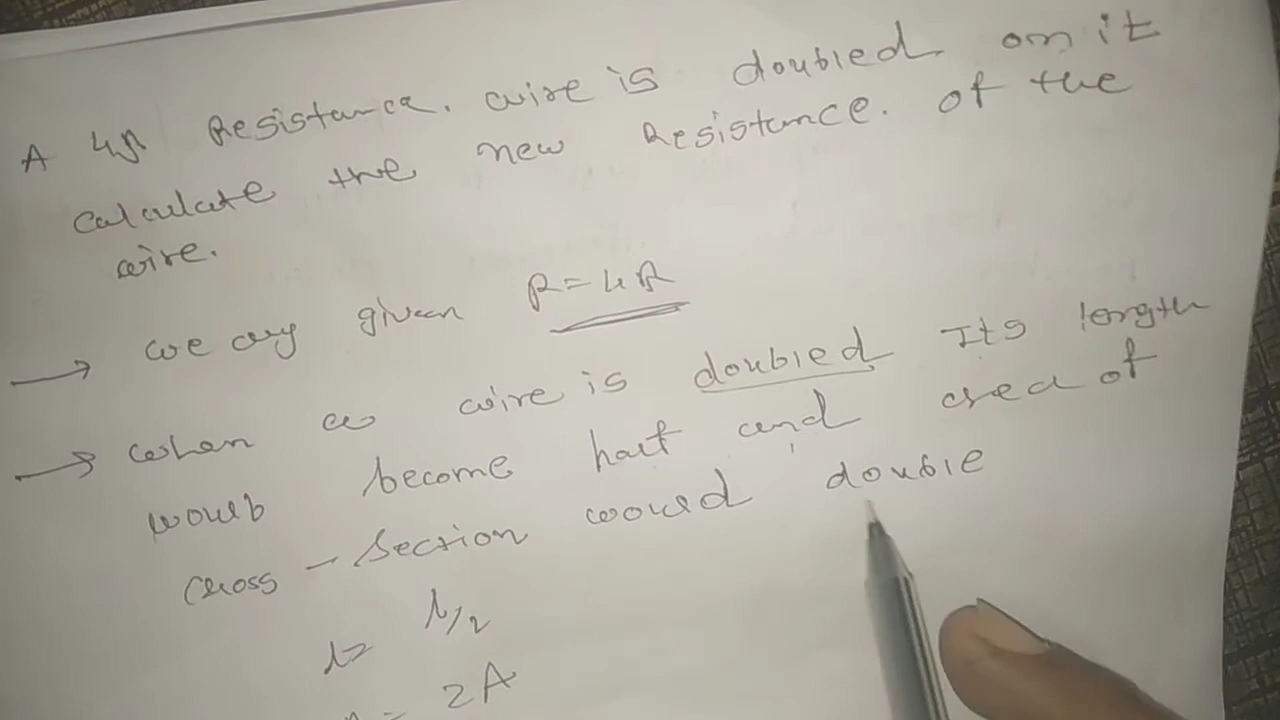 A 4Ω Resistance. wire is doubled on it
Calculate the new Resistance. of the
wire.
→ we given R=4Ω
→ when a wire is doubled Its length
would become half and area of
cross - section would double
l= l/2
= 2A